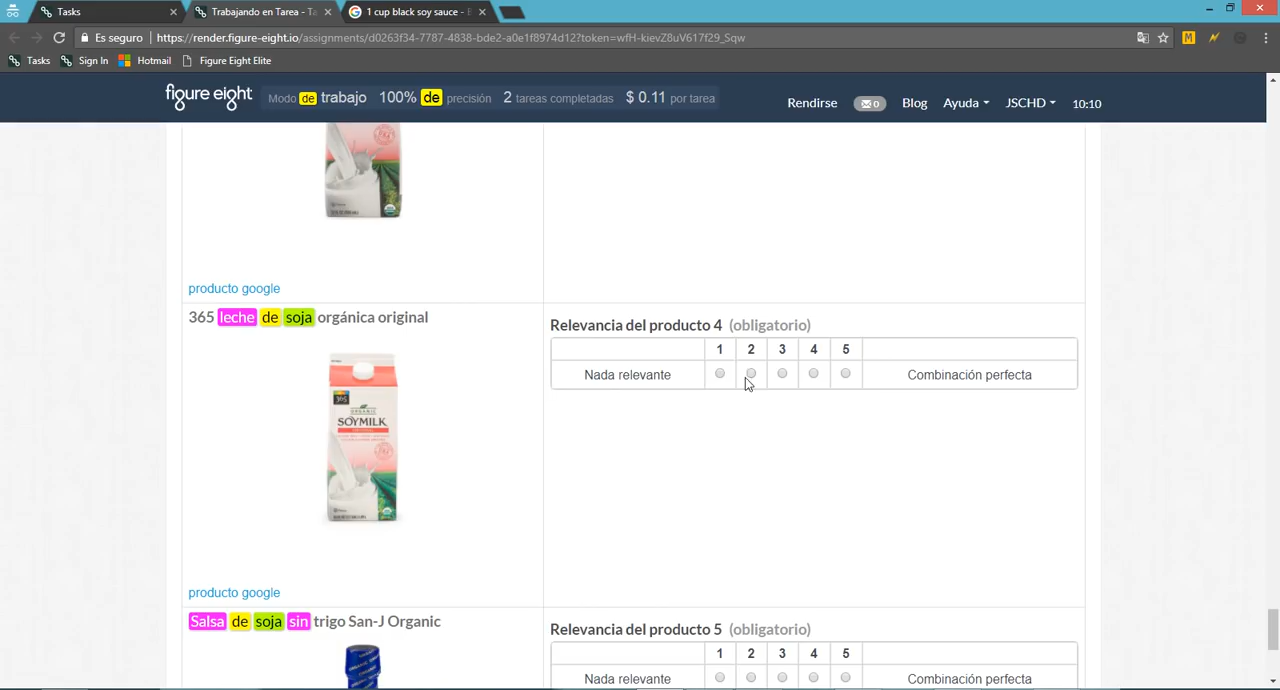 Tasks
Trabajando en Tarea - Ta
1 cup black soy sauce - B
Es seguro | https://render.figure-eight.io/assignments/d0263f34-7787-4838-bde2-a0e1f8974d12?token=wfH-kievZ8uV617f29_Sqw
Tasks Sign In Hotmail Figure Eight Elite
figure eight Modo de trabajo 100% de precisión 2 tareas completadas $ 0.11 por tarea Rendirse 0 Blog Ayuda JSCHD 10:10
producto google
365 leche de soja orgánica original
Relevancia del producto 4 (obligatorio)
1 2 3 4 5
Nada relevante Combinación perfecta
365
ORGANIC
SOYMILK
producto google
Salsa de soja sin trigo San-J Organic
Relevancia del producto 5 (obligatorio)
1 2 3 4 5
Nada relevante Combinación perfecta